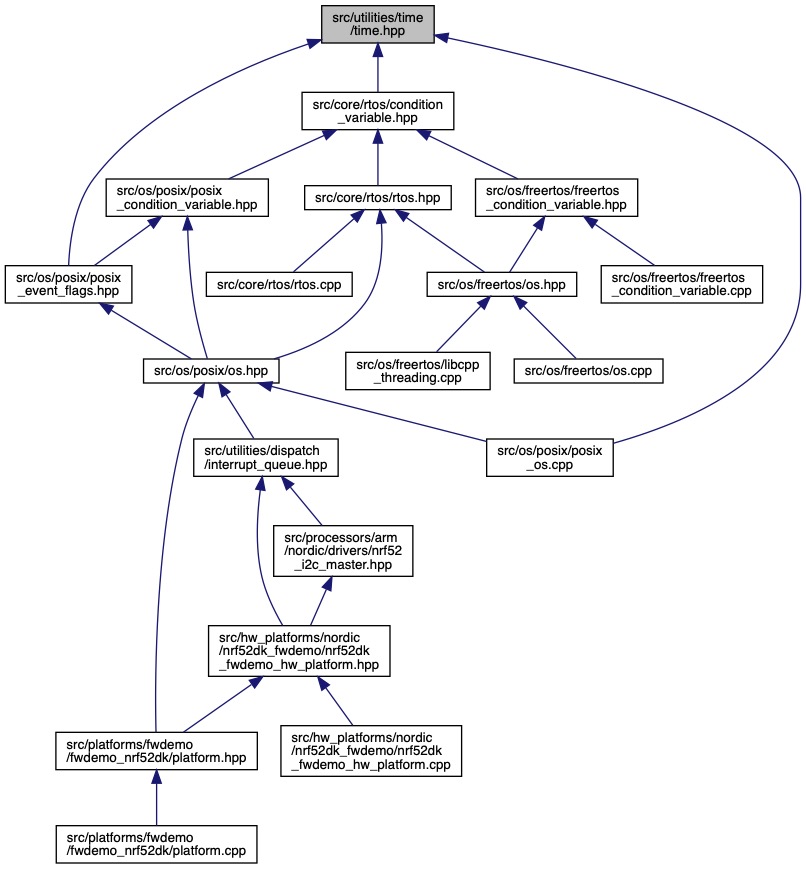 src/utilities/time
/time.hpp
src/core/rtos/condition
_variable.hpp
src/os/posix/posix
_condition_variable.hpp
src/core/rtos/rtos.hpp
src/os/freertos/freertos
_condition_variable.hpp
src/os/posix/posix
_event_flags.hpp
src/core/rtos/rtos.cpp
src/os/freertos/os.hpp
src/os/freertos/freertos
_condition_variable.cpp
src/os/posix/os.hpp
src/os/freertos/libcpp
_threading.cpp
src/os/freertos/os.cpp
src/utilities/dispatch
/interrupt_queue.hpp
src/os/posix/posix
_os.cpp
src/processors/arm
/nordic/drivers/nrf52
_i2c_master.hpp
src/hw_platforms/nordic
/nrf52dk_fwdemo/nrf52dk
_fwdemo_hw_platform.hpp
src/platforms/fwdemo
/fwdemo_nrf52dk/platform.hpp
src/hw_platforms/nordic
/nrf52dk_fwdemo/nrf52dk
_fwdemo_hw_platform.cpp
src/platforms/fwdemo
/fwdemo_nrf52dk/platform.cpp